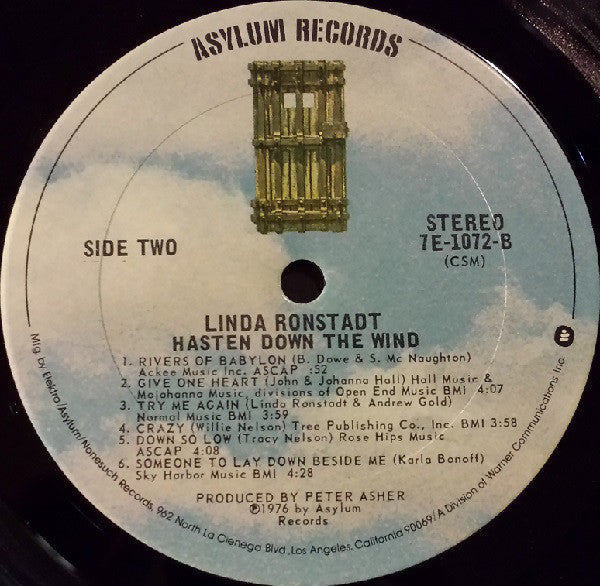 ASYLUM RECORDS
SIDE TWO
STEREO
7E-1072-B
(CSM)
LINDA RONSTADT
HASTEN DOWN THE WIND
1. RIVERS OF BABYLON (B. Dowe & S. Mc Naughton)
Ackee Music Inc. ASCAP :52
2. GIVE ONE HEART (John & Johanna Hall) Hall Music &
Mojohanna Music, divisions of Open End Music BMI 4:07
3. TRY ME AGAIN (Linda Ronstadt & Andrew Gold)
Normal Music BMI 3:59
4. CRAZY (Willie Nelson) Tree Publishing Co., Inc. BMI 3:58
5. DOWN SO LOW (Tracy Nelson) Rose Hips Music
ASCAP 4:08
6. SOMEONE TO LAY DOWN BESIDE ME (Karla Bonoff)
Sky Harbor Music BMI 4:28
PRODUCED BY PETER ASHER
℗1976 by Asylum
Records
Mfg. by Elektra/Asylum/Nonesuch Records, 962 North La Cienega Blvd., Los Angeles, California 90069/A Division of Warner Communications Inc.